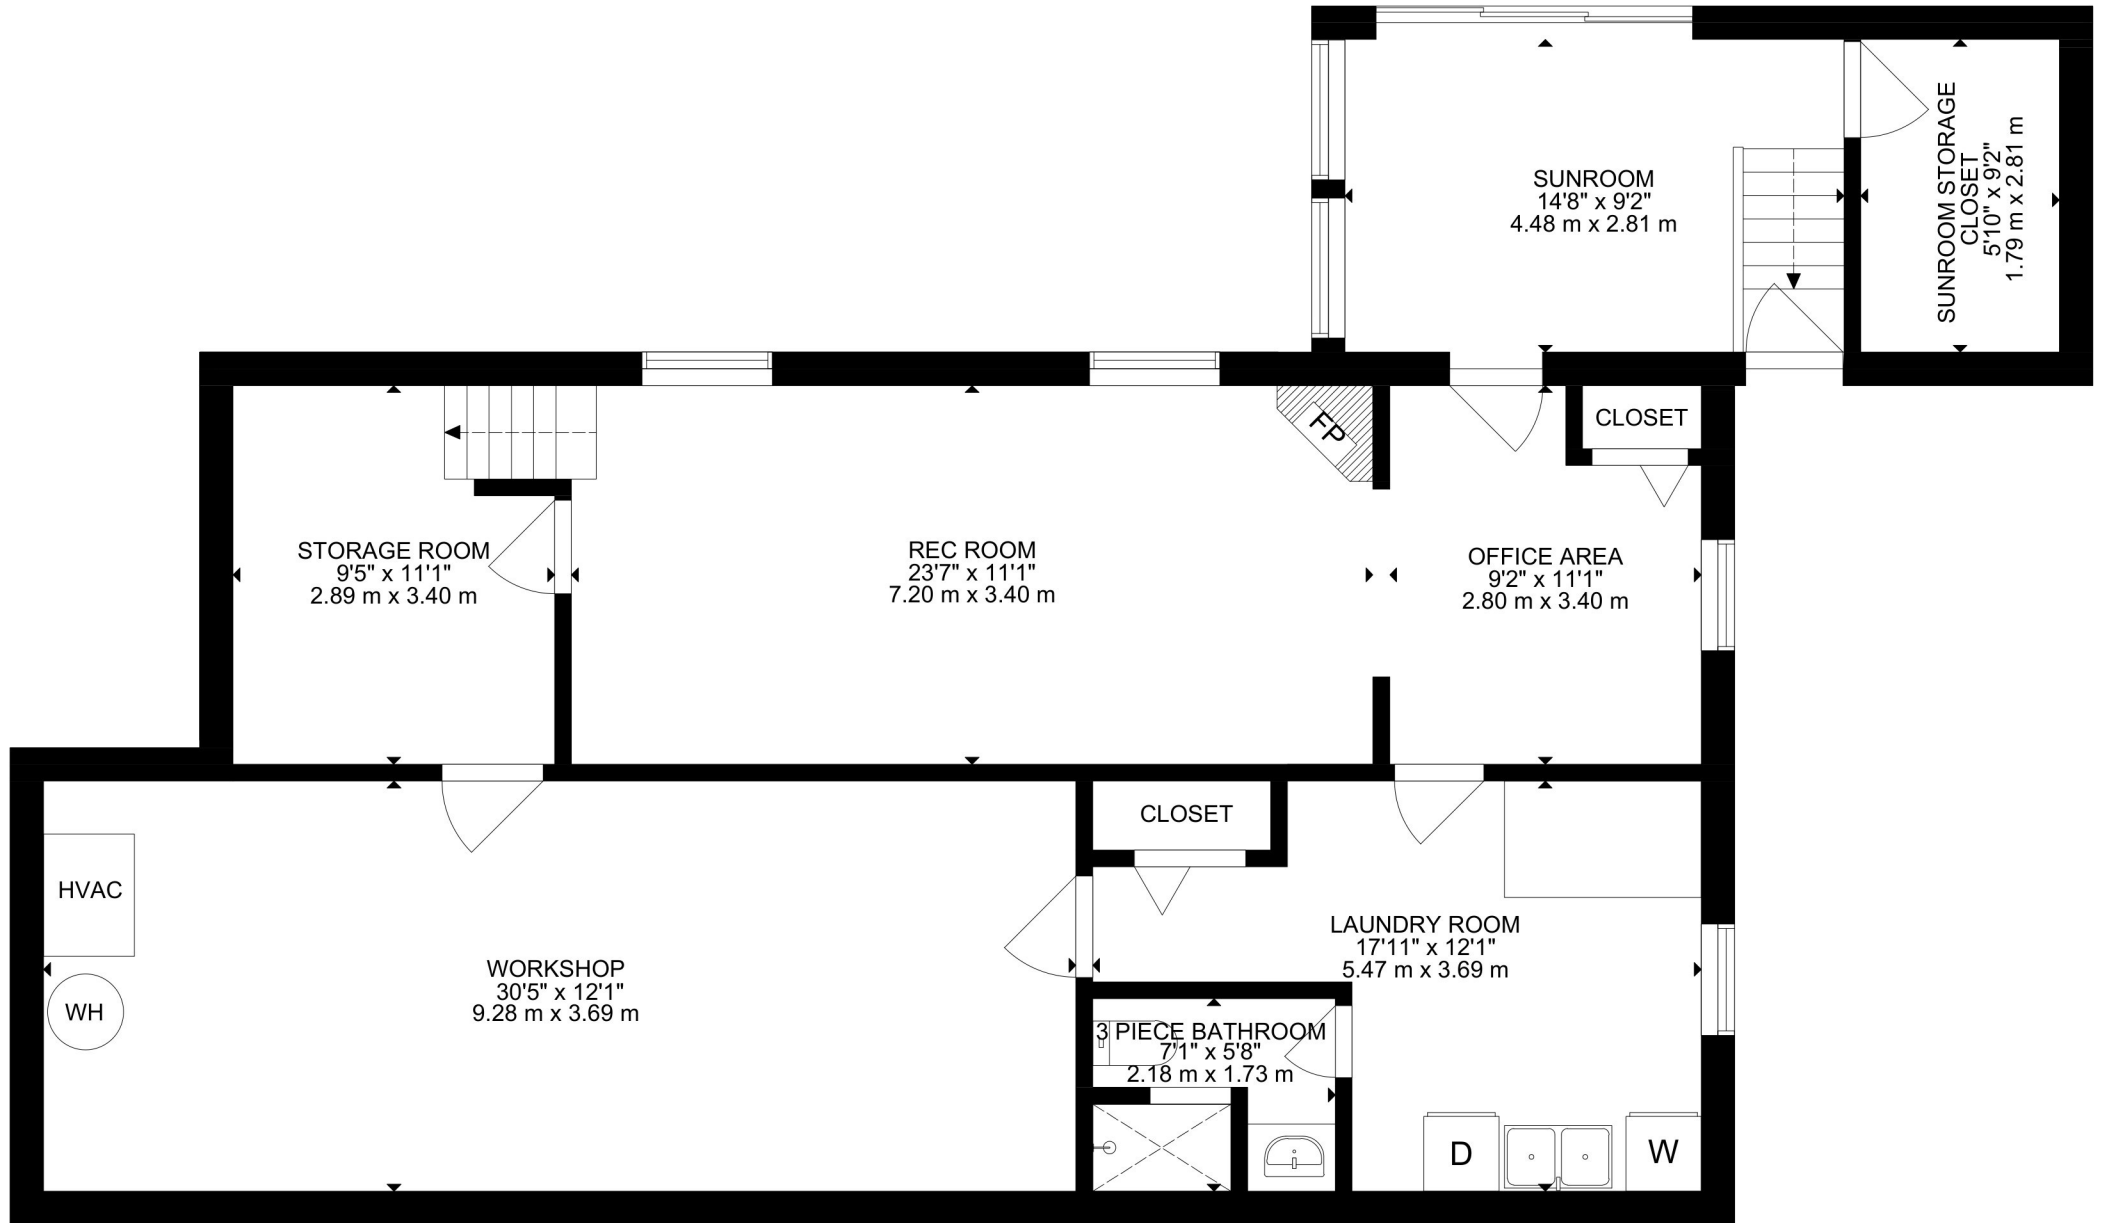 SUNROOM
14'8" x 9'2"
4.48 m x 2.81 m
SUNROOM STORAGE
CLOSET
5'10" x 9'2"
1.79 m x 2.81 m
FP
CLOSET
STORAGE ROOM
9'5" x 11'1"
2.89 m x 3.40 m
REC ROOM
23'7" x 11'1"
7.20 m x 3.40 m
OFFICE AREA
9'2" x 11'1"
2.80 m x 3.40 m
CLOSET
HVAC
WH
WORKSHOP
30'5" x 12'1"
9.28 m x 3.69 m
LAUNDRY ROOM
17'11" x 12'1"
5.47 m x 3.69 m
3 PIECE BATHROOM
7'1" x 5'8"
2.18 m x 1.73 m
D
W